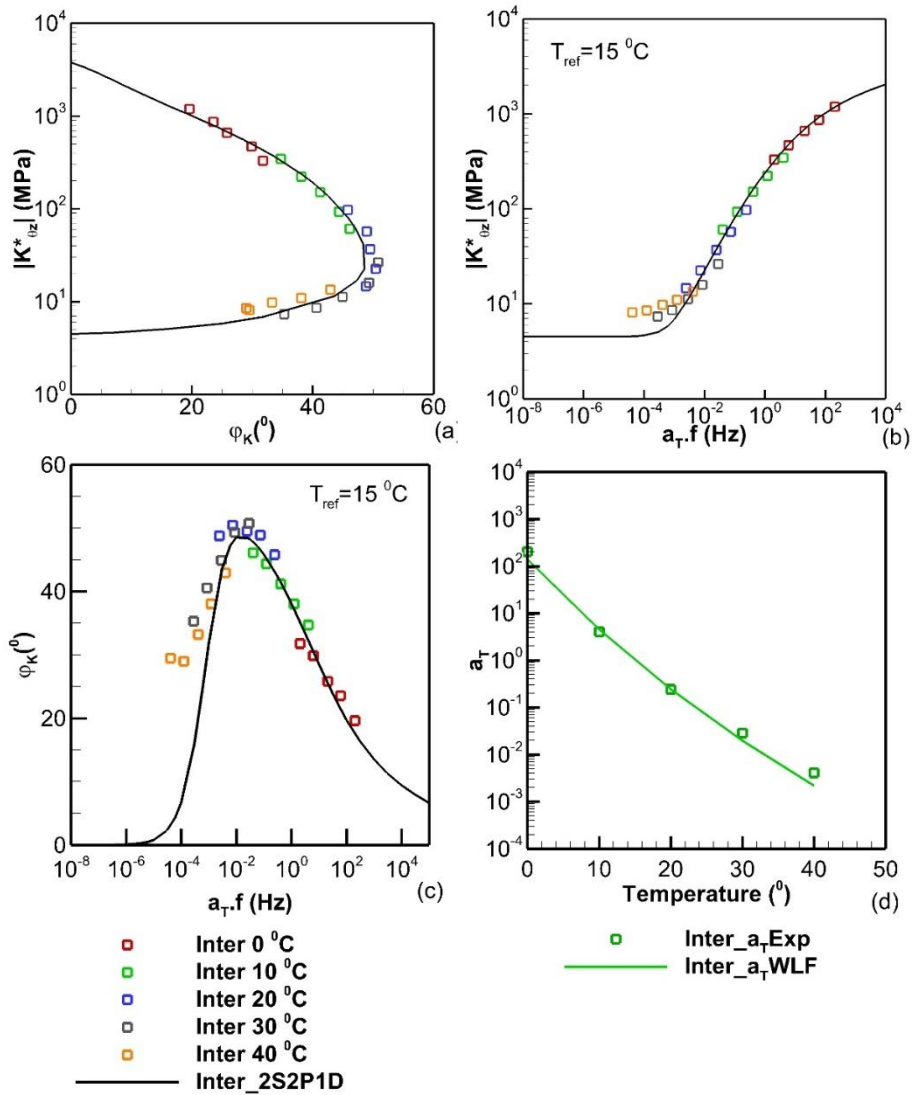 10⁴
10³
10²
10¹
10⁰
|K*θz| (MPa)
0 20 40 60
φK(⁰)
(a)
Tref=15 ⁰C
10⁴
10³
10²
10¹
10⁰
|K*θz| (MPa)
10⁻⁸ 10⁻⁶ 10⁻⁴ 10⁻² 10⁰ 10² 10⁴
aT.f (Hz)
(b)
Tref=15 ⁰C
60
40
20
0
φK(⁰)
10⁻⁸ 10⁻⁶ 10⁻⁴ 10⁻² 10⁰ 10² 10⁴
aT.f (Hz)
(c)
10⁴
10³
10²
10¹
10⁰
10⁻¹
10⁻²
10⁻³
10⁻⁴
aT
0 10 20 30 40 50
Temperature (⁰)
(d)
Inter 0 ⁰C
Inter 10 ⁰C
Inter 20 ⁰C
Inter 30 ⁰C
Inter 40 ⁰C
Inter_2S2P1D
Inter_aTExp
Inter_aTWLF